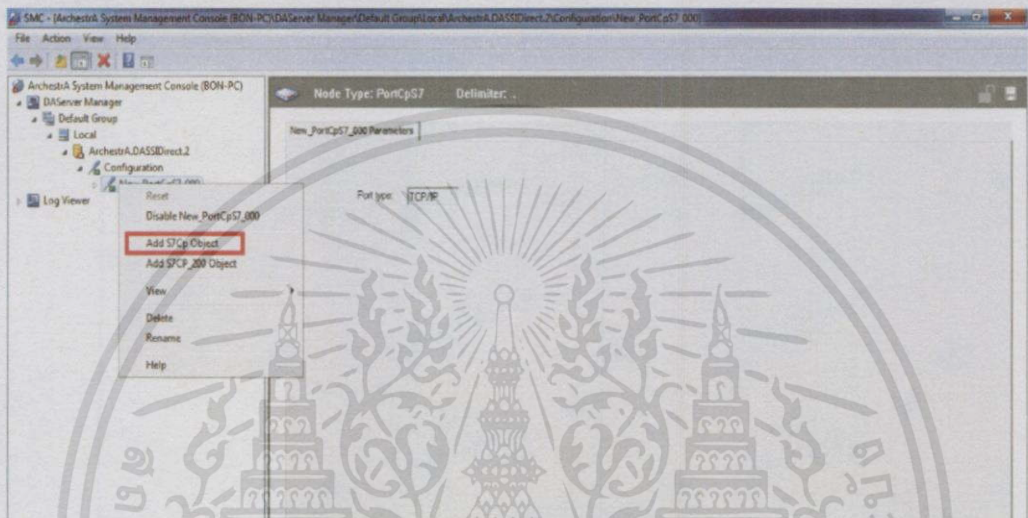 SMC - [ArchestrA System Management Console (BON-PC)\DAServer Manager\Default Group\Local\ArchestrA.DASSIDirect.2\Configuration\New_PortCpS7_000]
File Action View Help
ArchestrA System Management Console (BON-PC)
DAServer Manager
Default Group
Local
ArchestrA.DASSIDirect.2
Configuration
New_PortCpS7_000
Log Viewer
Reset
Disable New_PortCpS7_000
Add S7Cp Object
Add S7CP_200 Object
View
Delete
Rename
Help
Node Type: PortCpS7 Delimiter: .
New_PortCpS7_000 Parameters
Port type: TCP/IP